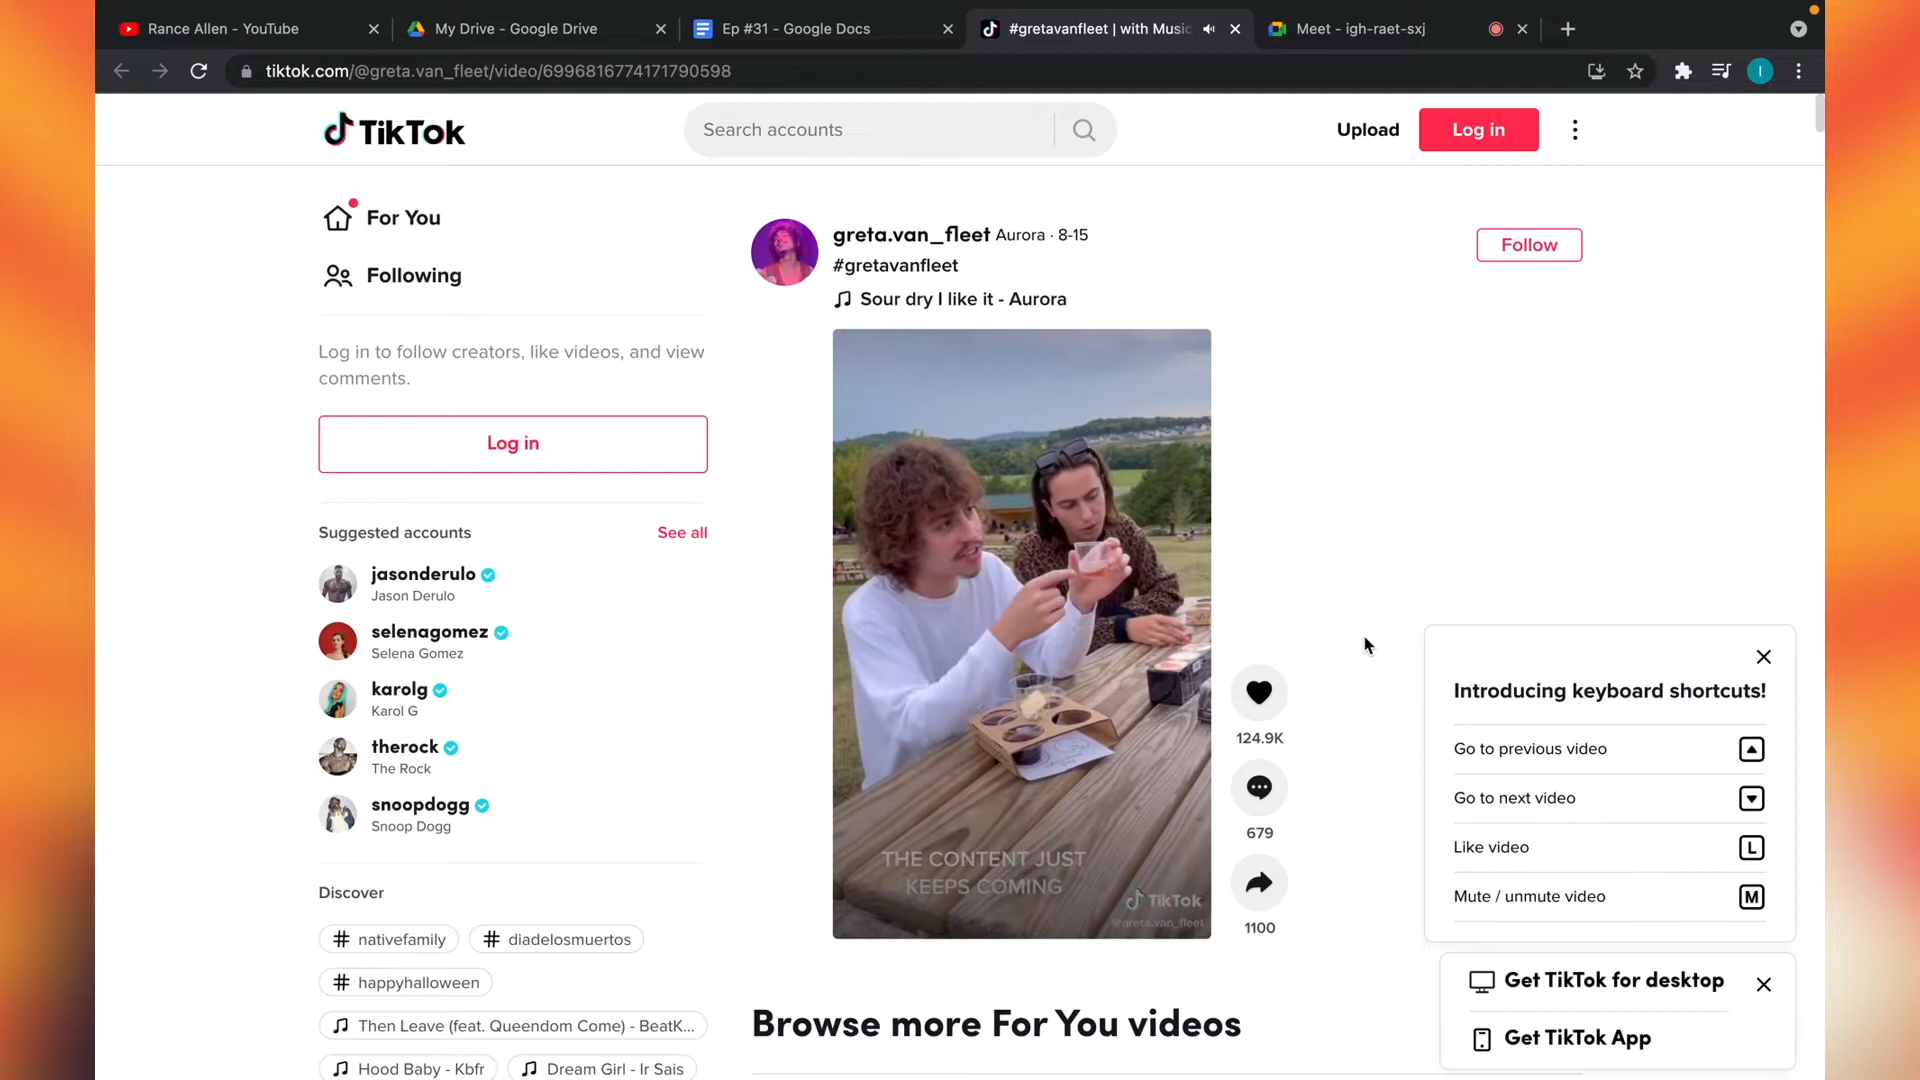 Rance Allen - YouTube
My Drive - Google Drive
Ep #31 - Google Docs
#gretavanfleet | with Music
Meet - igh-raet-sxj
tiktok.com/@greta.van_fleet/video/6996816774171790598
I
TikTok
Search accounts
Upload
Log in
For You
Following
Log in to follow creators, like videos, and view
comments.
Log in
Suggested accounts
See all
jasonderulo
Jason Derulo
selenagomez
Selena Gomez
karolg
Karol G
therock
The Rock
snoopdogg
Snoop Dogg
Discover
# nativefamily
# diadelosmuertos
# happyhalloween
Then Leave (feat. Queendom Come) - BeatK...
Hood Baby - Kbfr
Dream Girl - Ir Sais
greta.van_fleet Aurora · 8-15
#gretavanfleet
Sour dry I like it - Aurora
Follow
THE CONTENT JUST
KEEPS COMING
TikTok
@greta.van_fleet
124.9K
679
1100
Browse more For You videos
Introducing keyboard shortcuts!
Go to previous video
Go to next video
Like video L
Mute / unmute video M
Get TikTok for desktop
Get TikTok App